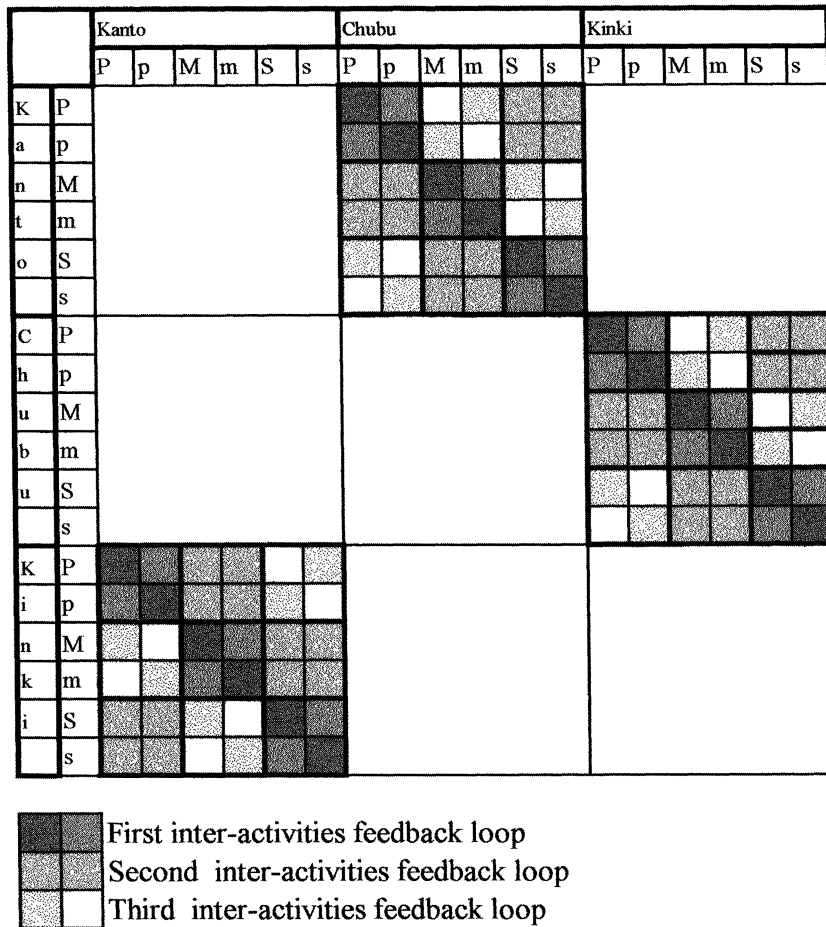 Kanto Chubu Kinki
P p M m S s P p M m S s P p M m S s
K P
a p
n M
t m
o S
s
C P
h p
u M
b m
u S
s
K P
i p
n M
k m
i S
s
First inter-activities feedback loop
Second inter-activities feedback loop
Third inter-activities feedback loop